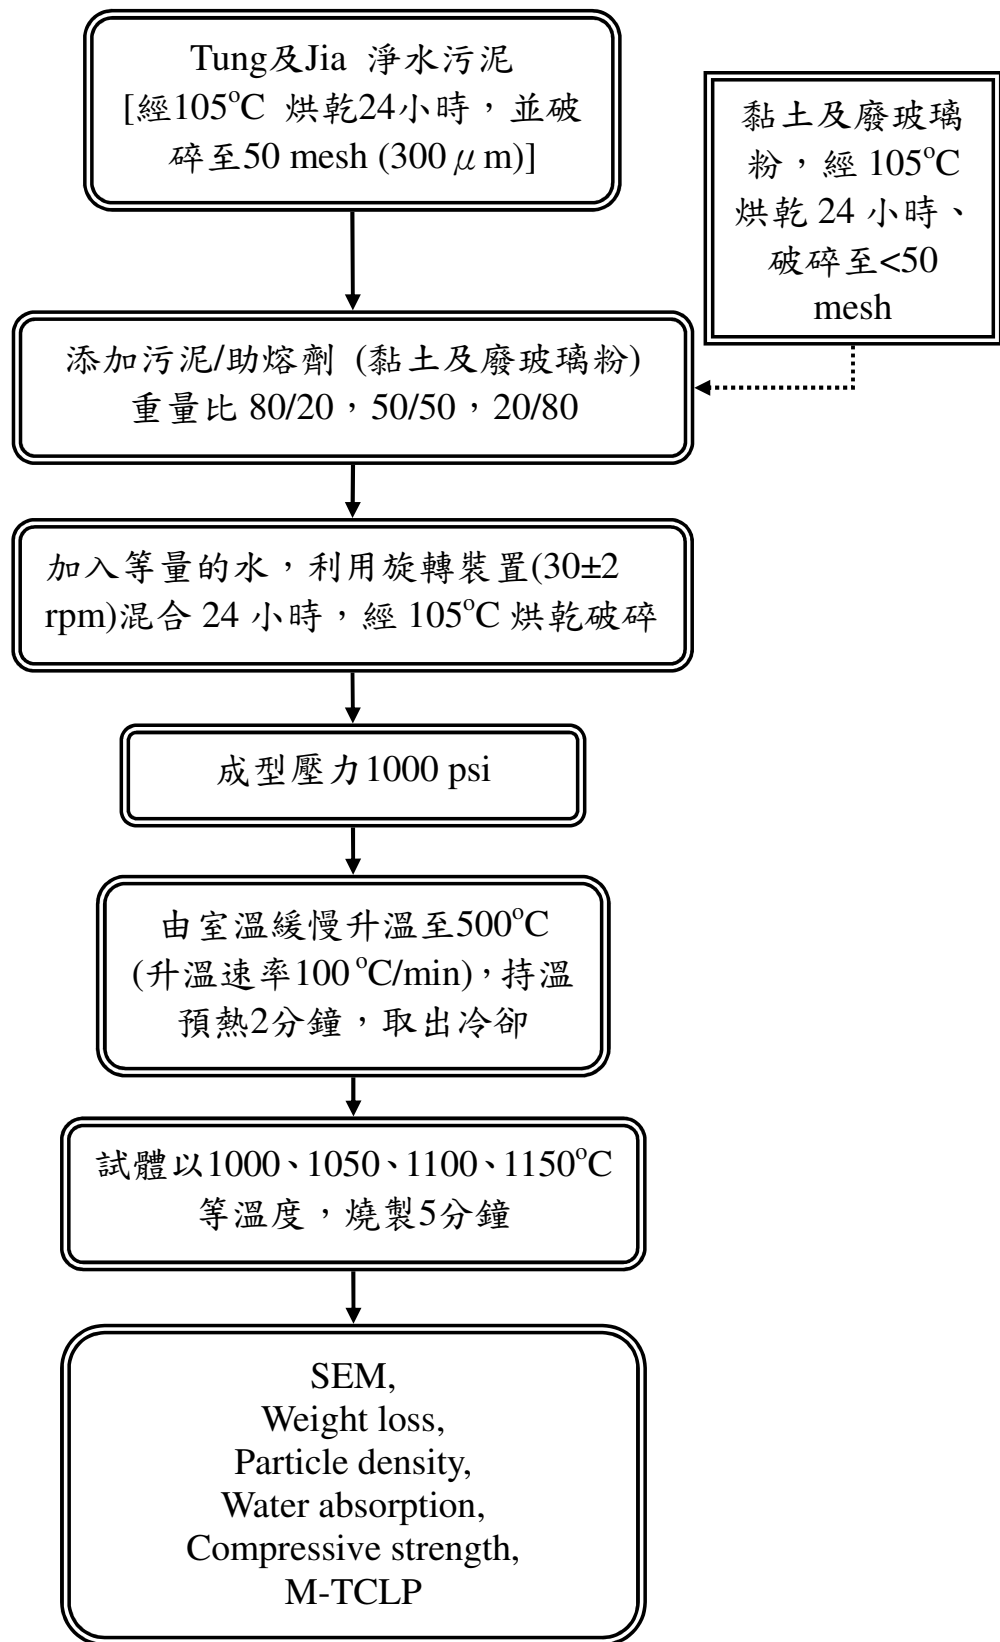 Tung及Jia 淨水污泥
[經105°C 烘乾24小時，並破
碎至50 mesh (300μm)]
黏土及廢玻璃
粉，經 105°C
烘乾 24 小時、
破碎至<50
mesh
添加污泥/助熔劑 (黏土及廢玻璃粉)
重量比 80/20，50/50，20/80
加入等量的水，利用旋轉裝置(30±2
rpm)混合 24 小時，經 105°C 烘乾破碎
成型壓力1000 psi
由室溫緩慢升溫至500°C
(升溫速率100 °C/min)，持溫
預熱2分鐘，取出冷卻
試體以1000、1050、1100、1150°C
等溫度，燒製5分鐘
SEM,
Weight loss,
Particle density,
Water absorption,
Compressive strength,
M-TCLP